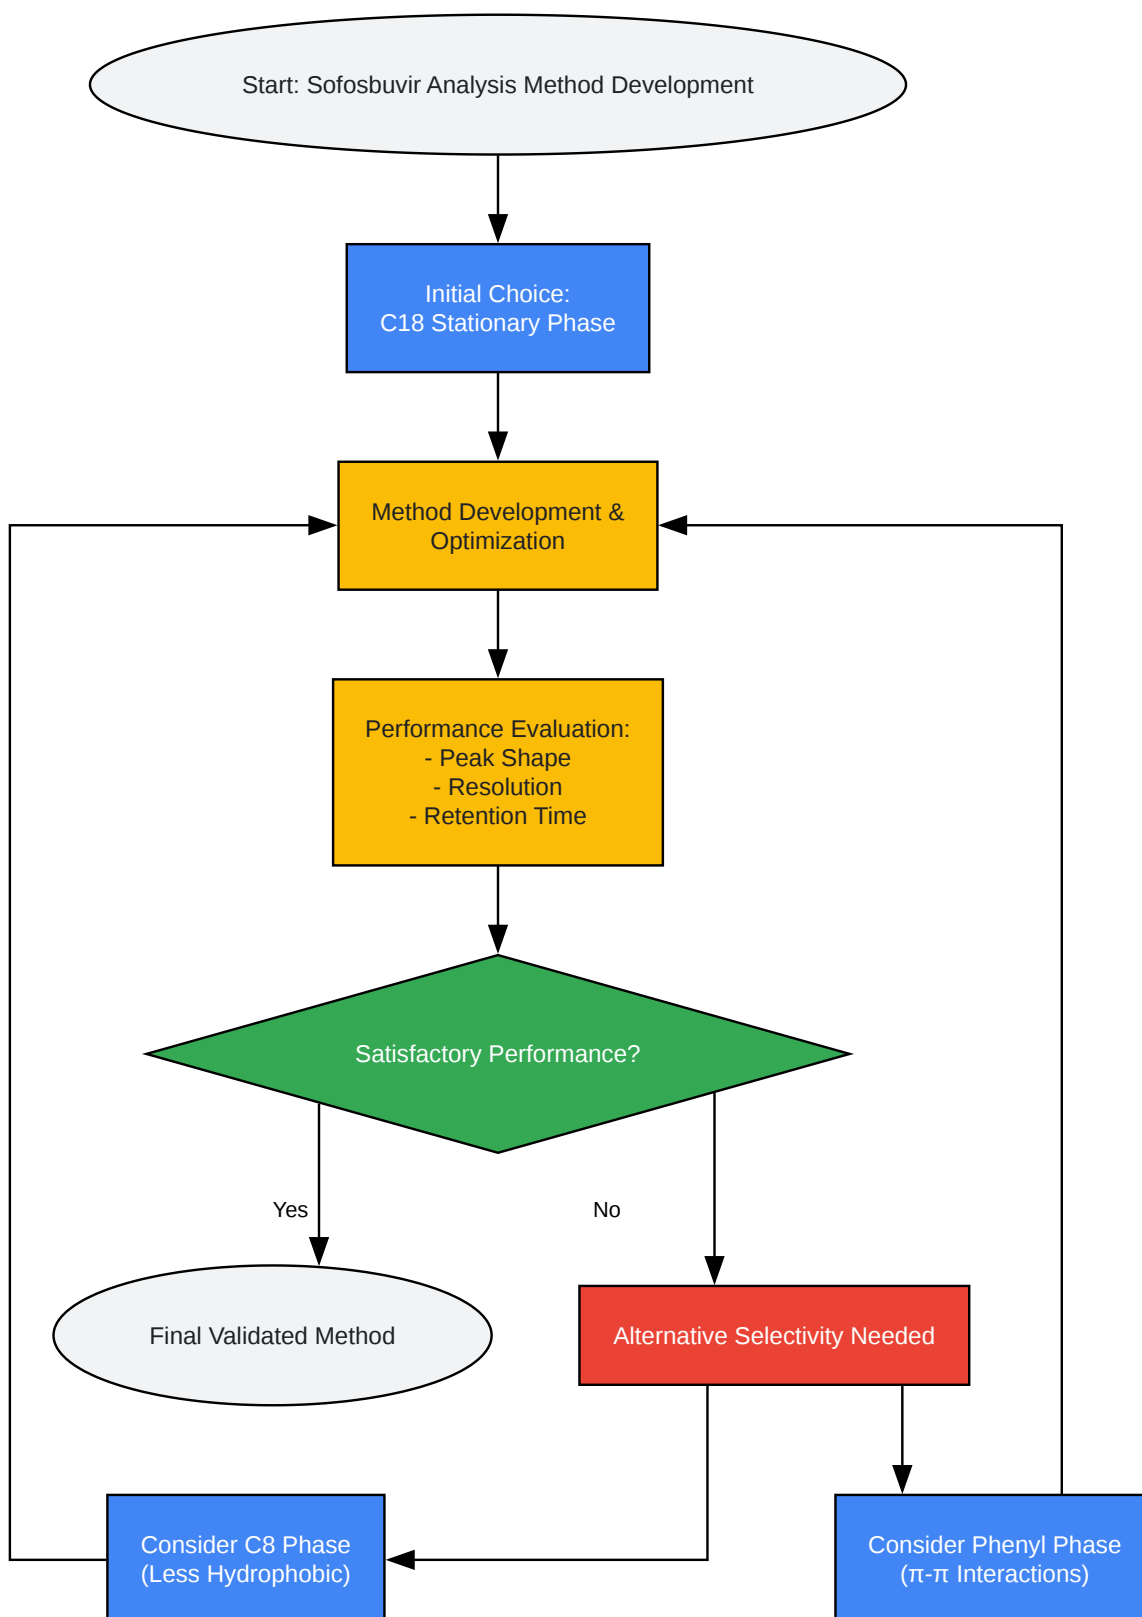 Start: Sofosbuvir Analysis Method Development
Initial Choice:
C18 Stationary Phase
Method Development &
Optimization
Performance Evaluation:
- Peak Shape
- Resolution
- Retention Time
Satisfactory Performance?
Yes
No
Final Validated Method
Alternative Selectivity Needed
Consider C8 Phase
(Less Hydrophobic)
Consider Phenyl Phase
(π-π Interactions)